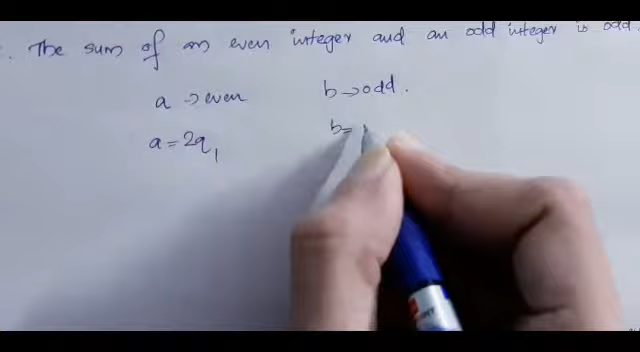 . The sum of an even integer and an odd integer is odd.
a → even b → odd.
a = 2q₁ b =